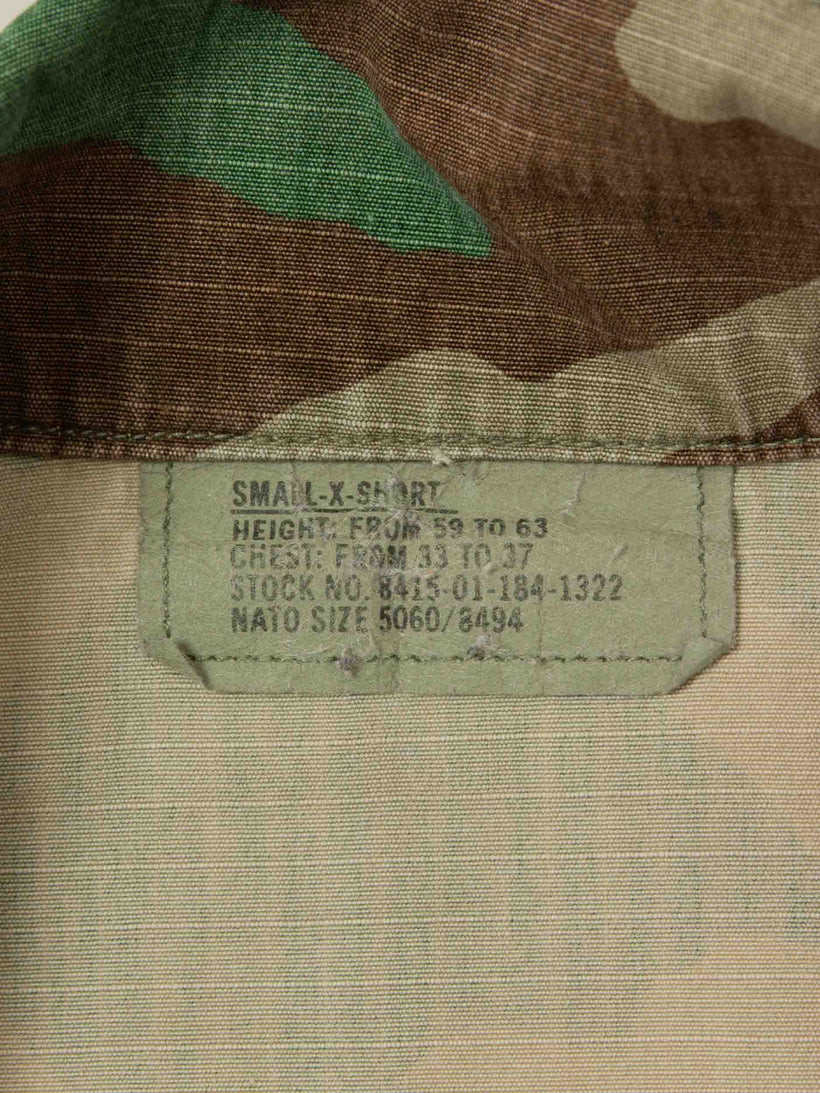 SMALL-X-SHORT
HEIGHT: FROM 59 TO 63
CHEST: FROM 33 TO 37
STOCK NO. 8415-01-184-1322
NATO SIZE 5060/8494